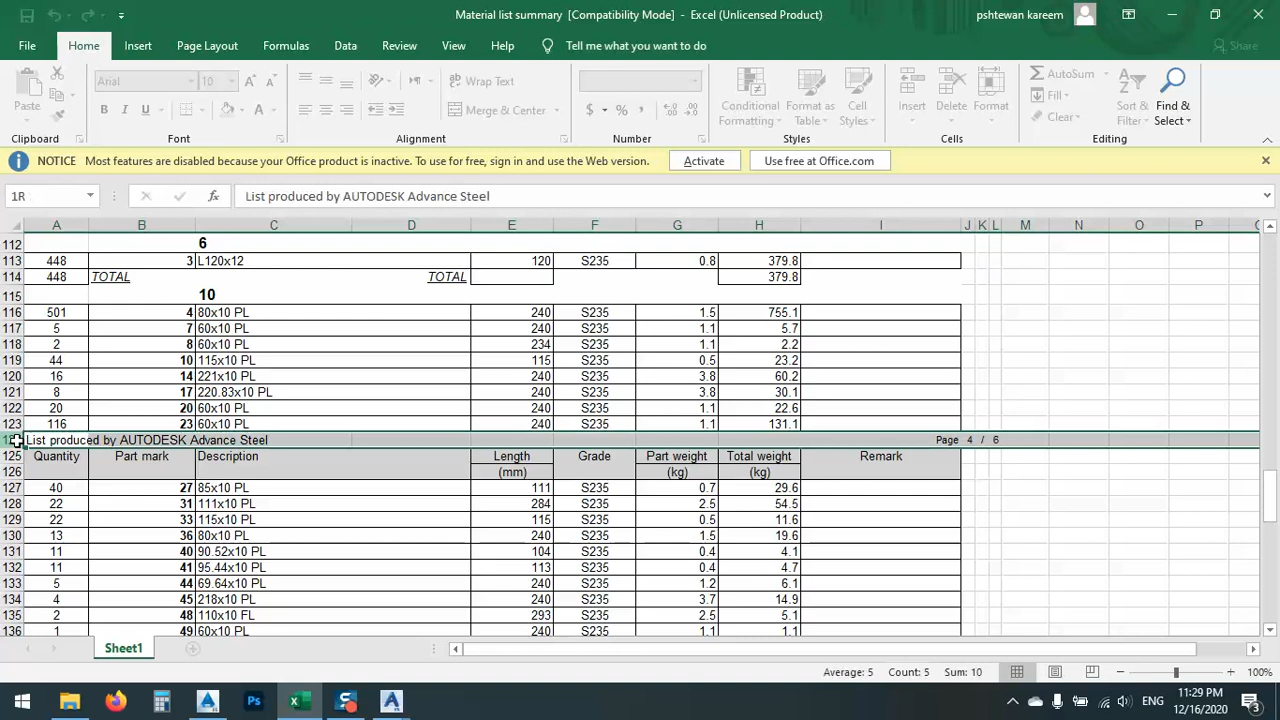 Material list summary [Compatibility Mode] - Excel (Unlicensed Product) pshtewan kareem
File Home Insert Page Layout Formulas Data Review View Help Tell me what you want to do Share
Paste Arial 10 Wrap Text Conditional Format as Cell Insert Delete Format AutoSum Sort & Find &
B I U Merge & Center $ % Formatting Table Styles Fill Clear Filter Select
Clipboard Font Alignment Number Styles Cells Editing
NOTICE Most features are disabled because your Office product is inactive. To use for free, sign in and use the Web version. Activate Use free at Office.com
1R fx List produced by AUTODESK Advance Steel
A B C D E F G H I J K L M N O P
112 6
113 448 3 L120x12 120 S235 0.8 379.8
114 448 TOTAL TOTAL 379.8
115 10
116 501 4 80x10 PL 240 S235 1.5 755.1
117 5 7 60x10 PL 240 S235 1.1 5.7
118 2 8 60x10 PL 234 S235 1.1 2.2
119 44 10 115x10 PL 115 S235 0.5 23.2
120 16 14 221x10 PL 240 S235 3.8 60.2
121 8 17 220.83x10 PL 240 S235 3.8 30.1
122 20 20 60x10 PL 240 S235 1.1 22.6
123 116 23 60x10 PL 240 S235 1.1 131.1
List produced by AUTODESK Advance Steel Page 4 / 6
125 Quantity Part mark Description Length Grade Part weight Total weight Remark
126 (mm) (kg) (kg)
127 40 27 85x10 PL 111 S235 0.7 29.6
128 22 31 111x10 PL 284 S235 2.5 54.5
129 22 33 115x10 PL 115 S235 0.5 11.6
130 13 36 80x10 PL 240 S235 1.5 19.6
131 11 40 90.52x10 PL 104 S235 0.4 4.1
132 11 41 95.44x10 PL 113 S235 0.4 4.7
133 5 44 69.64x10 PL 240 S235 1.2 6.1
134 4 45 218x10 PL 240 S235 3.7 14.9
135 2 48 110x10 FL 293 S235 2.5 5.1
136 1 49 60x10 PL 240 S235 1.1 1.1
Sheet1
Average: 5 Count: 5 Sum: 10 100%
Ps ENG 11:29 PM
12/16/2020 3